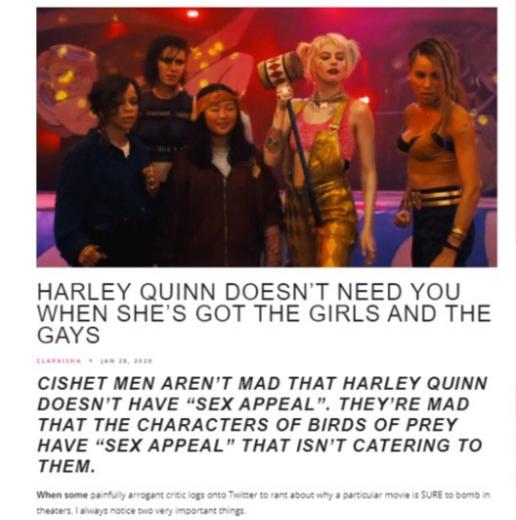 HARLEY QUINN DOESN'T NEED YOU
WHEN SHE'S GOT THE GIRLS AND THE
GAYS
CLARKISHA • JAN 28, 2020
CISHET MEN AREN'T MAD THAT HARLEY QUINN
DOESN'T HAVE “SEX APPEAL”. THEY'RE MAD
THAT THE CHARACTERS OF BIRDS OF PREY
HAVE “SEX APPEAL” THAT ISN'T CATERING TO
THEM.
When some painfully arrogant critic logs onto Twitter to rant about why a particular movie is SURE to bomb in
theaters, I always notice two very important things.